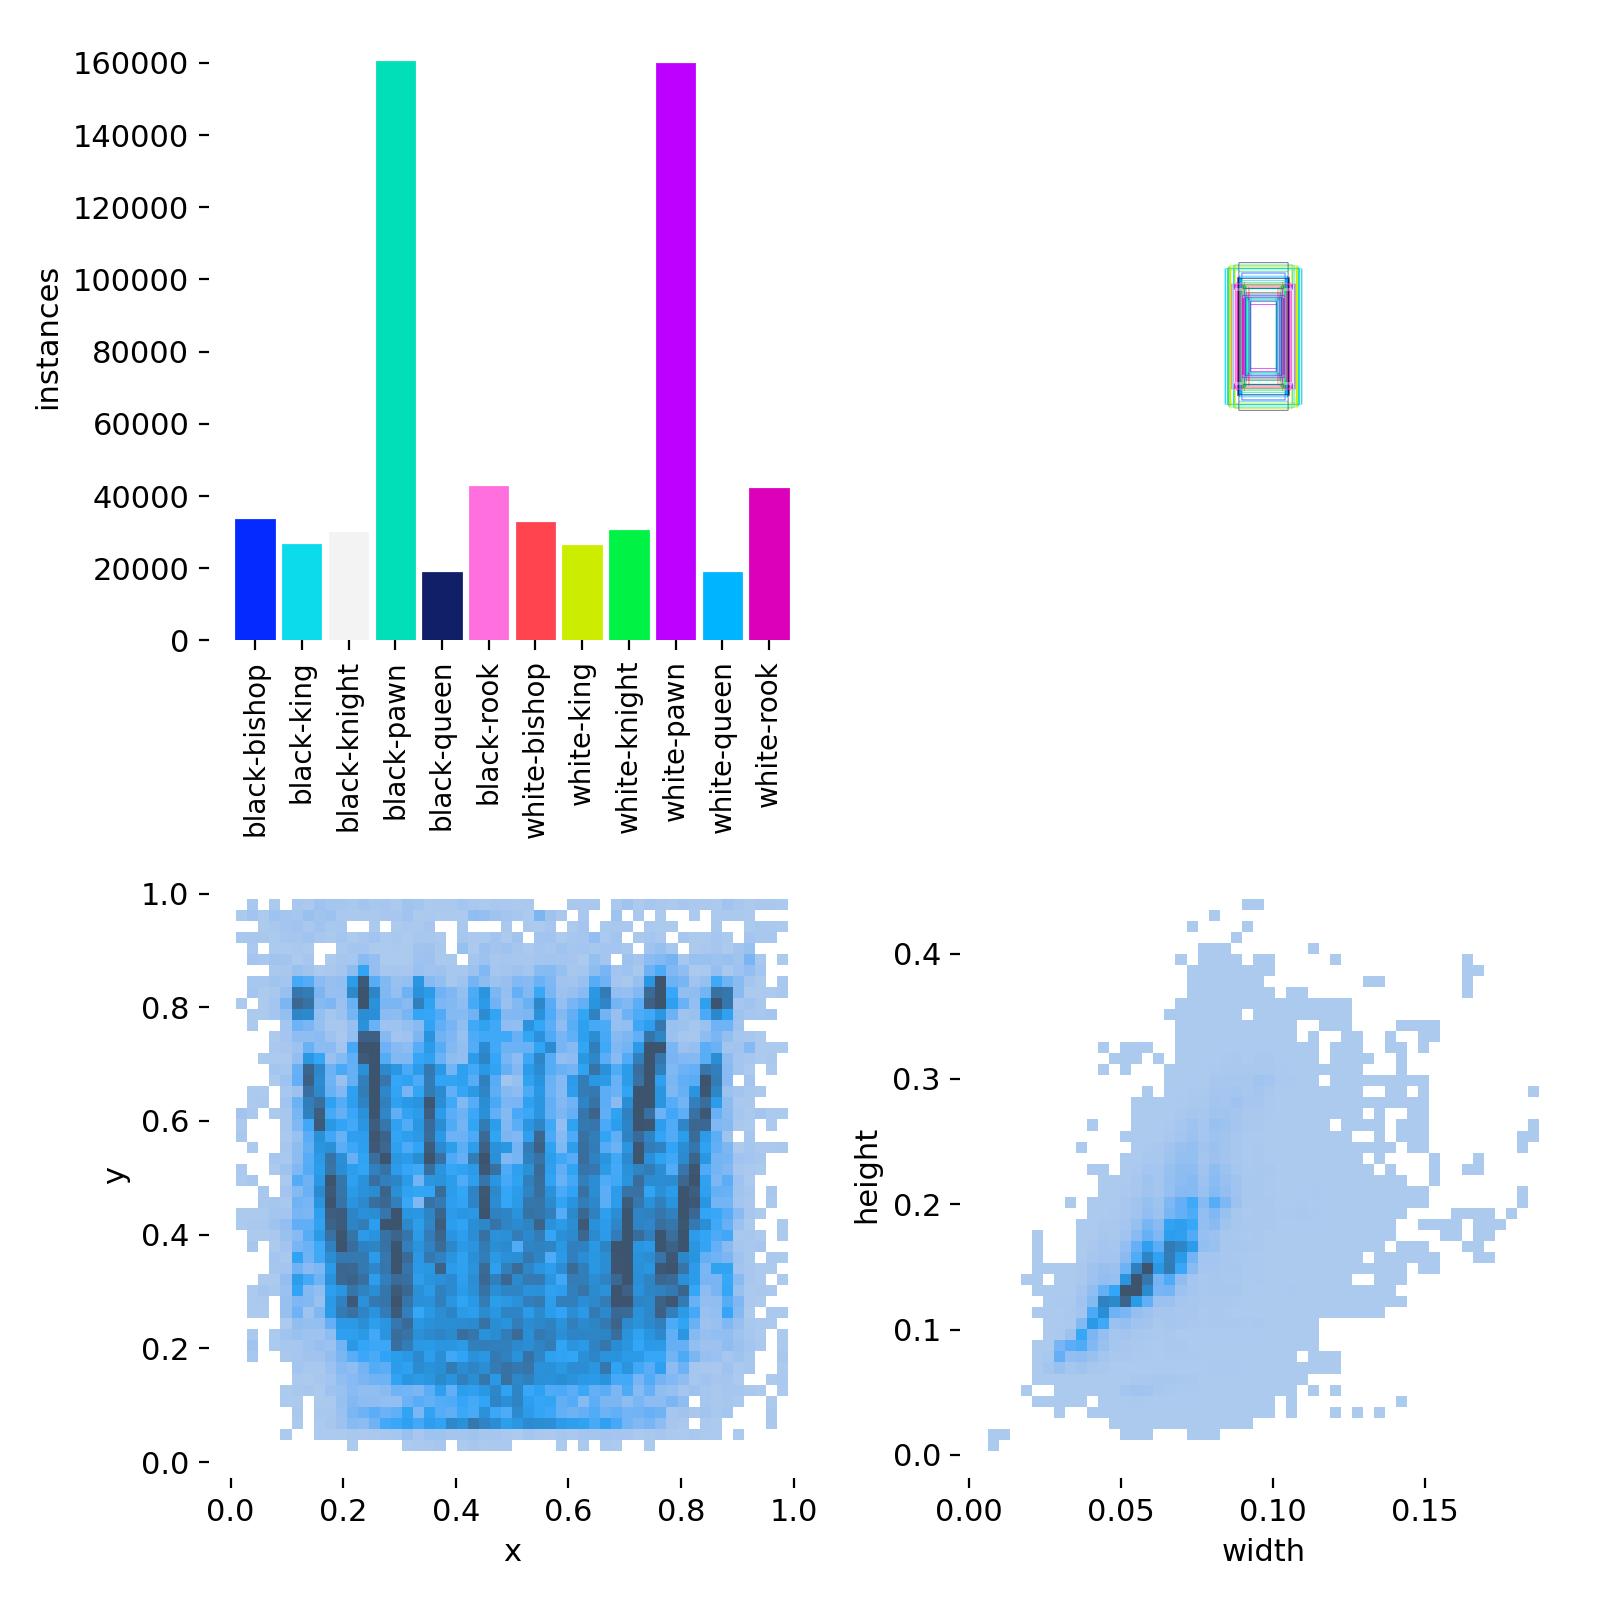 160000
140000
120000
100000
80000
60000
40000
20000
0
instances
black-bishop
black-king
black-knight
black-pawn
black-queen
black-rook
white-bishop
white-king
white-knight
white-pawn
white-queen
white-rook
1.0
0.8
0.6
0.4
0.2
0.0
y
0.0 0.2 0.4 0.6 0.8 1.0
x
0.4
0.3
0.2
0.1
0.0
height
0.00 0.05 0.10 0.15
width